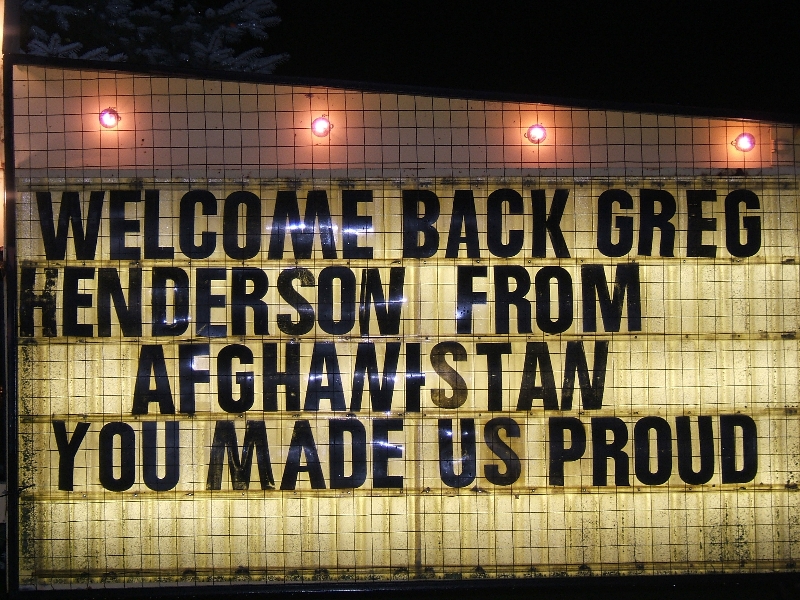 WELCOME BACK GREG
HENDERSON FROM
AFGHANISTAN
YOU MADE US PROUD